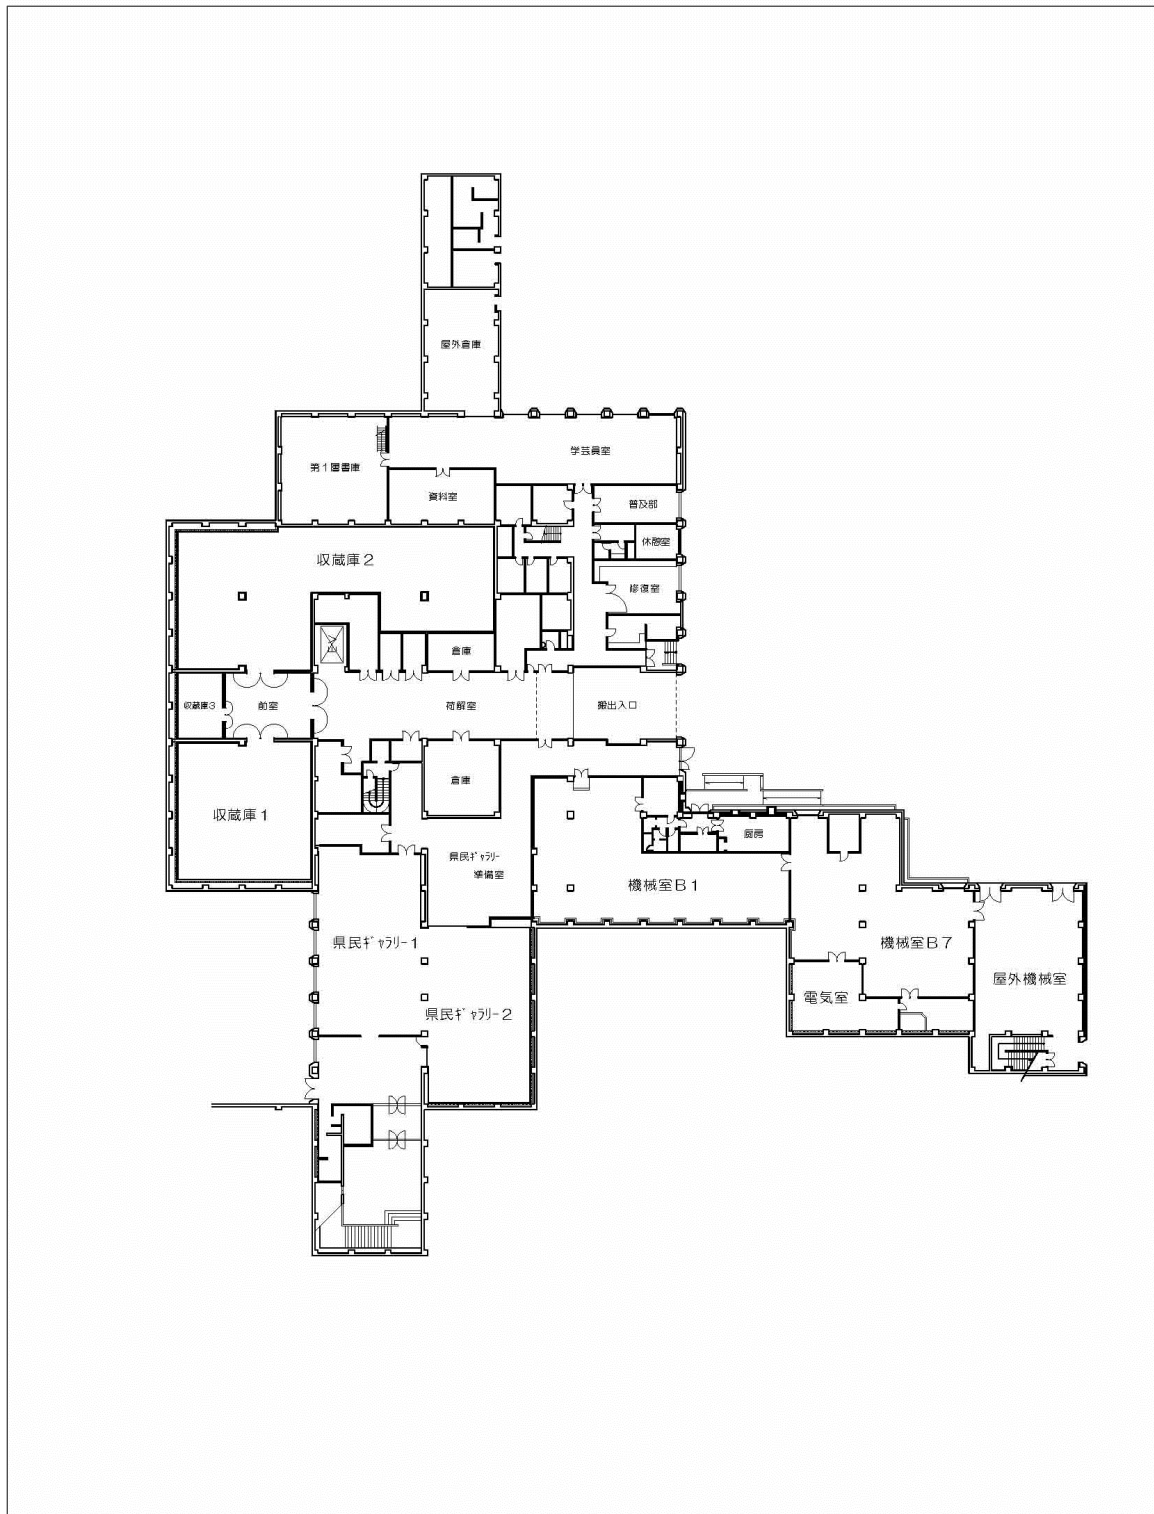 屋外倉庫
学芸員室
第1層書庫
資料室
普及部
休憩室
収蔵庫2
修復室
倉庫
収蔵庫3
前室
荷解室
搬出入口
倉庫
収蔵庫1
厨房
県民ギャラリー
準備室
機械室B1
県民ギャラリー1
機械室B7
屋外機械室
電気室
県民ギャラリー2